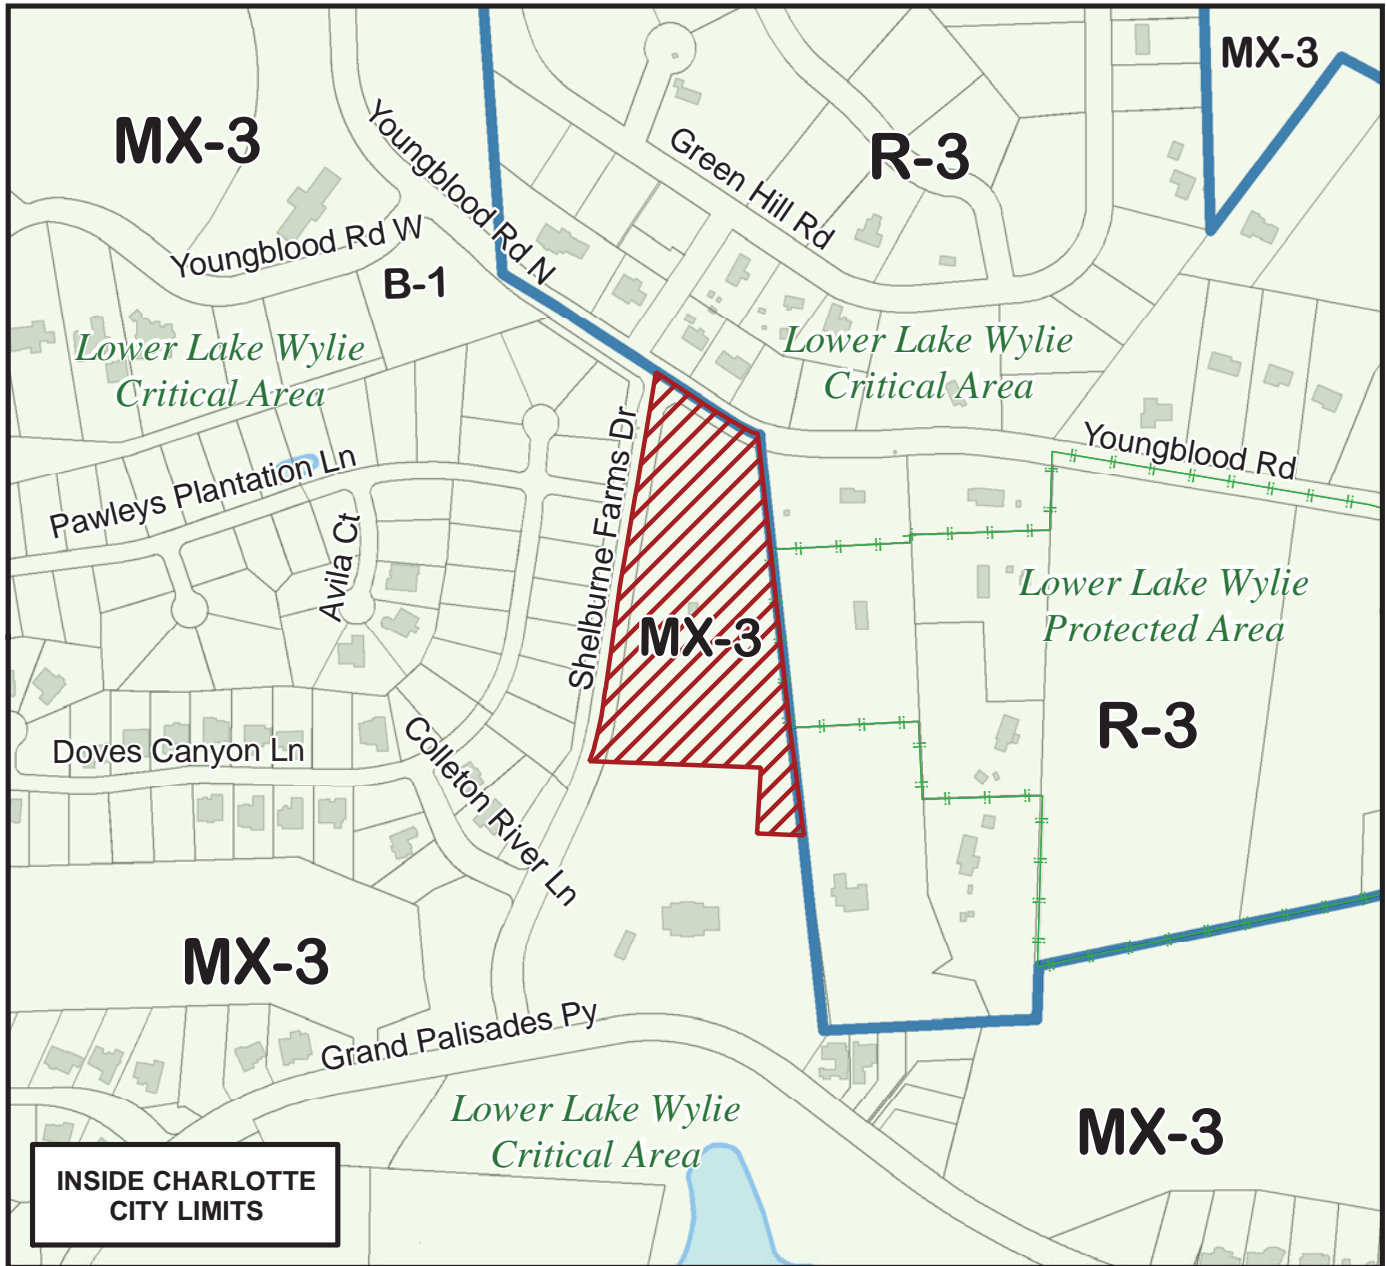 MX-3
MX-3
R-3
Youngblood Rd N
Green Hill Rd
Youngblood Rd W
B-1
Lower Lake Wylie
Critical Area
Lower Lake Wylie
Critical Area
Youngblood Rd
Pawleys Plantation Ln
Shelburne Farms Dr
Avila Ct
Lower Lake Wylie
Protected Area
MX-3
R-3
Doves Canyon Ln
Colleton River Ln
MX-3
Grand Palisades Py
Lower Lake Wylie
Critical Area
MX-3
INSIDE CHARLOTTE
CITY LIMITS